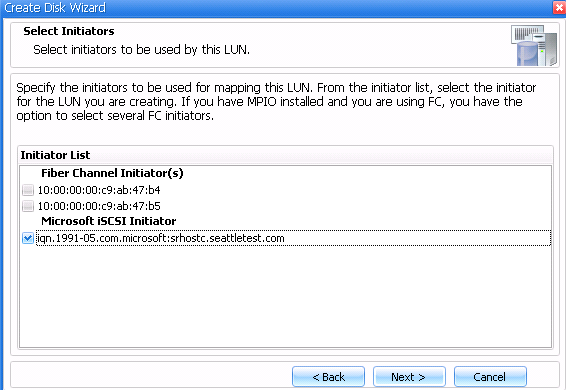 Create Disk Wizard
Select Initiators
Select initiators to be used by this LUN.
Specify the initiators to be used for mapping this LUN. From the initiator list, select the initiator
for the LUN you are creating. If you have MPIO installed and you are using FC, you have the
option to select several FC initiators.
Initiator List
Fiber Channel Initiator(s)
10:00:00:00:c9:ab:47:b4
10:00:00:00:c9:ab:47:b5
Microsoft iSCSI Initiator
iqn.1991-05.com.microsoft:srhostc.seattletest.com
< Back
Next >
Cancel